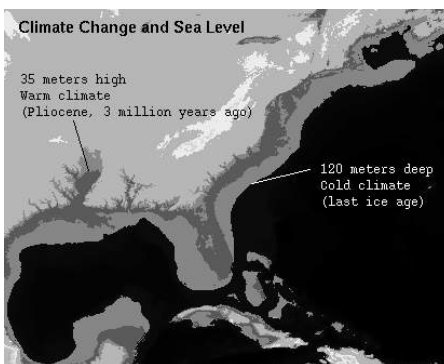 Climate Change and Sea Level
35 meters high
Warm climate
(Pliocene, 3 million years ago)
120 meters deep
Cold climate
(last ice age)